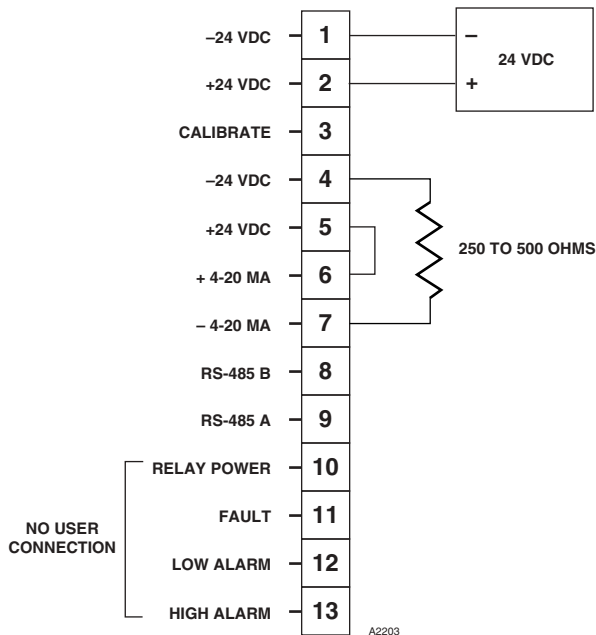 –24 VDC 1 – 24 VDC
+24 VDC 2 +
CALIBRATE 3
–24 VDC 4
+24 VDC 5
250 TO 500 OHMS
+ 4-20 MA 6
– 4-20 MA 7
RS-485 B 8
RS-485 A 9
RELAY POWER 10
FAULT 11
NO USER
CONNECTION
LOW ALARM 12
HIGH ALARM 13
A2203